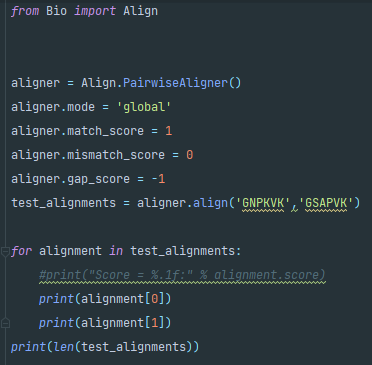 from Bio import Align
aligner = Align.PairwiseAligner()
aligner.mode = 'global'
aligner.match_score = 1
aligner.mismatch_score = 0
aligner.gap_score = -1
test_alignments = aligner.align('GNPKVK','GSAPVK')
for alignment in test_alignments:
    #print("Score = %.1f:" % alignment.score)
    print(alignment[0])
    print(alignment[1])
print(len(test_alignments))